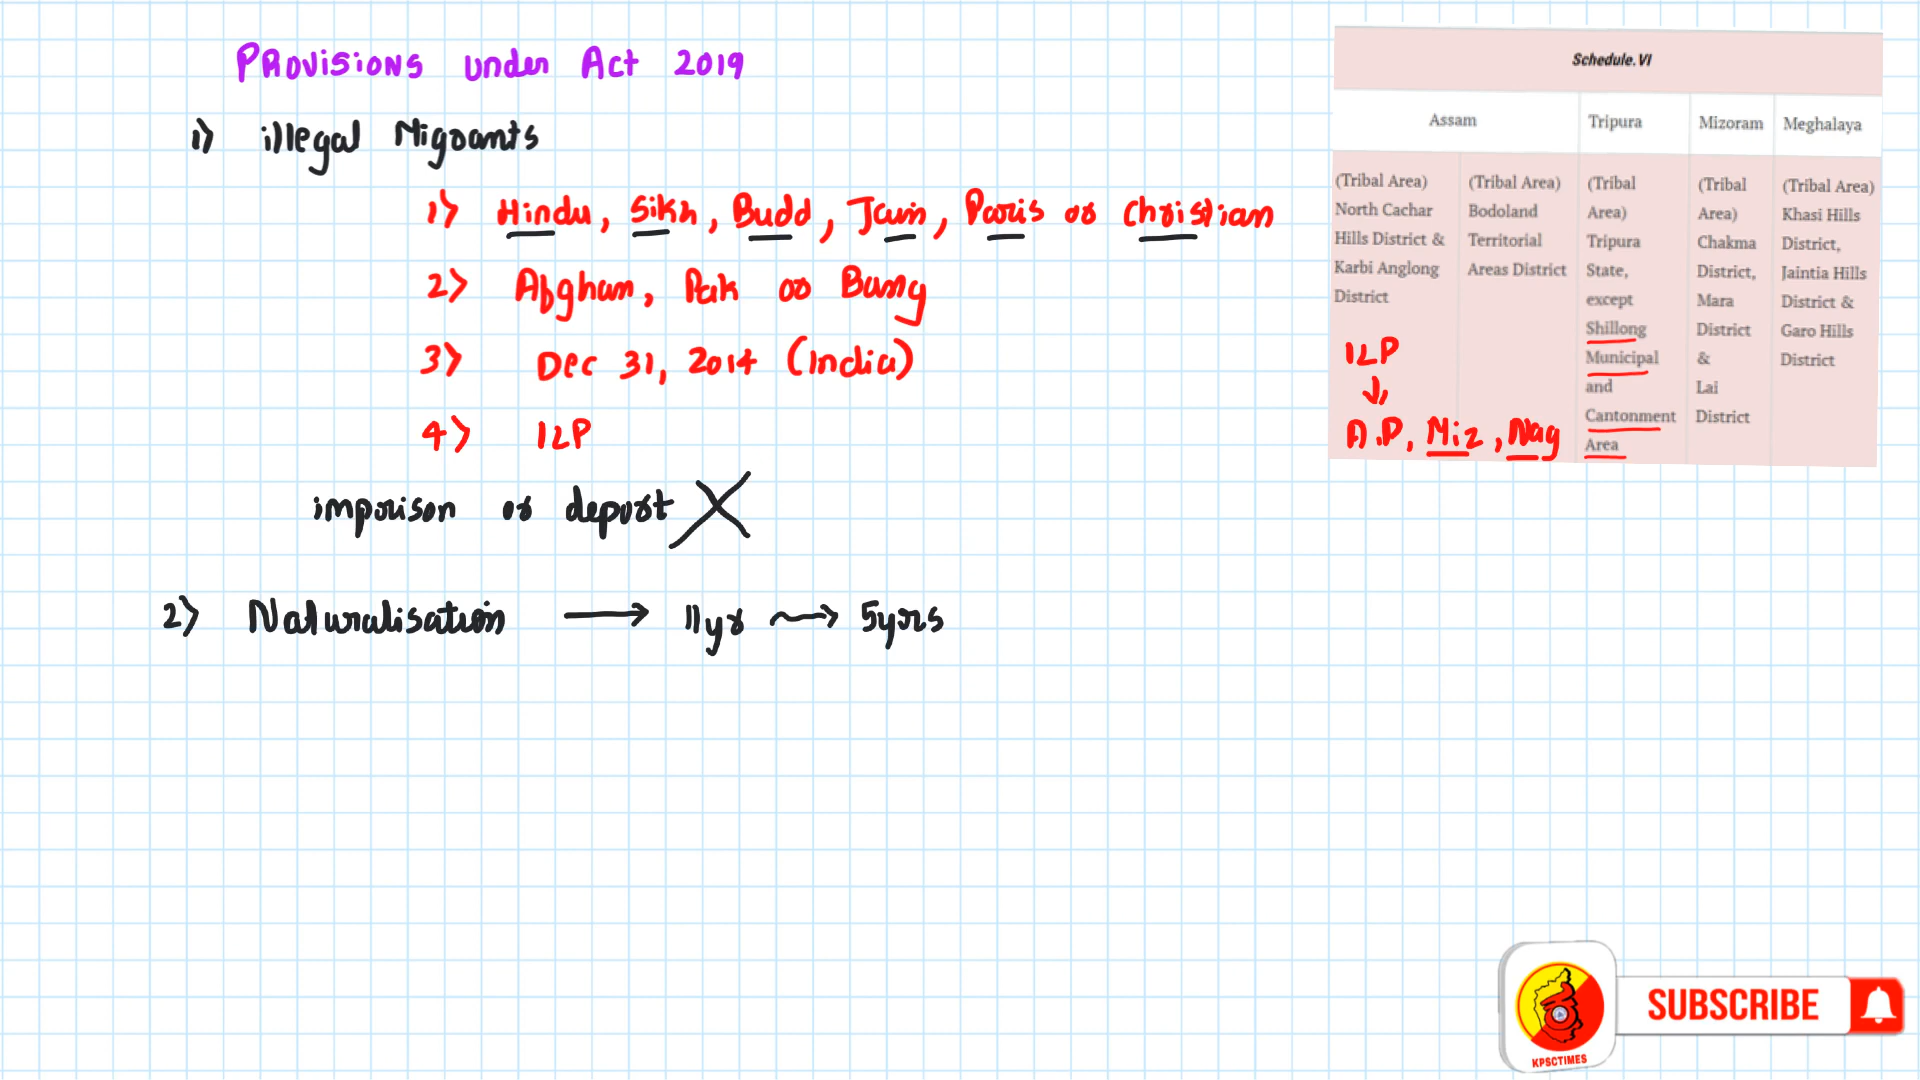 PROVISIONS under Act 2019
1) illegal Migrants
1) Hindu, Sikh, Budd, Jain, Paris or Christian
2) Afghan, Pak or Bang
3) Dec 31, 2014 (India)
4) ILP
imprison or deport X
2) Naturalisation → 11yr → 5yrs
Schedule.VI
Assam Tripura Mizoram Meghalaya
(Tribal Area)
North Cachar
Hills District &
Karbi Anglong
District
(Tribal Area)
Bodoland
Territorial
Areas District
(Tribal
Area)
Tripura
State,
except
Shillong
Municipal
and
Cantonment
Area
(Tribal
Area)
Chakma
District,
Mara
District
&
Lai
District
(Tribal Area)
Khasi Hills
District,
Jaintia Hills
District &
Garo Hills
District
ILP
↓
A.P, Miz, Nag
SUBSCRIBE
KPSCTIMES